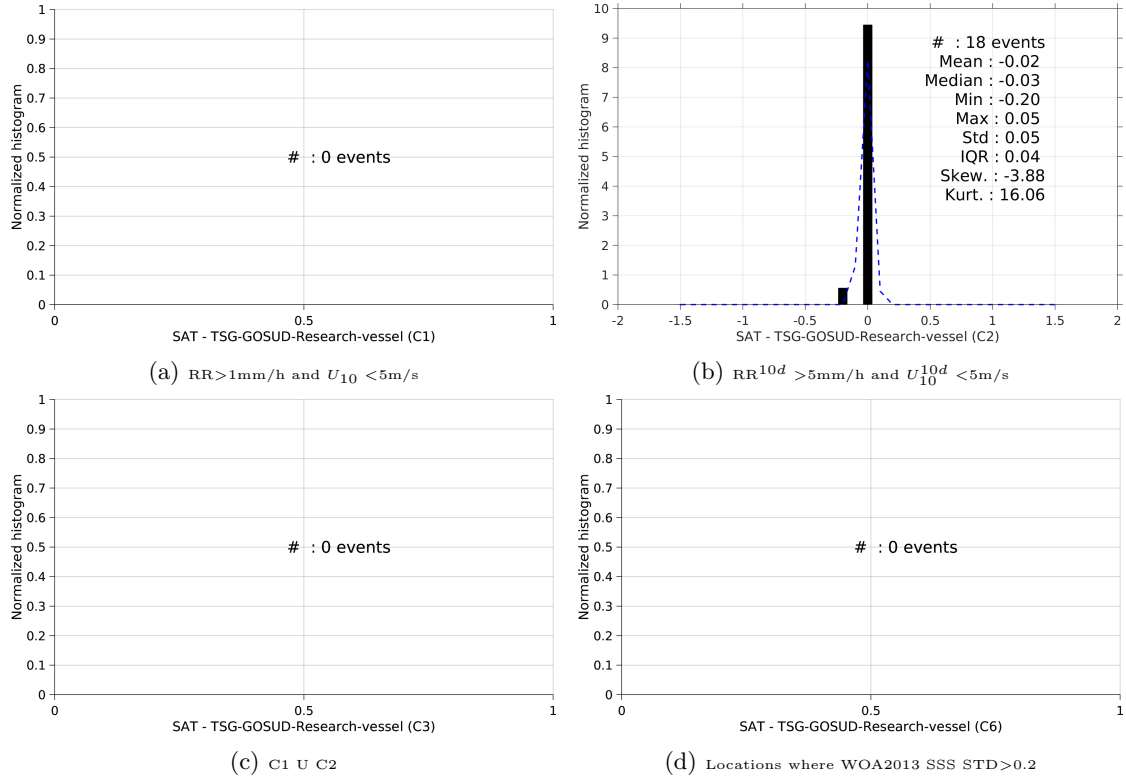 1
0.9
0.8
0.7
0.6
0.5
0.4
0.3
0.2
0.1
0
0 0.5 1
Normalized histogram
# : 0 events
SAT - TSG-GOSUD-Research-vessel (C1)
(a) RR>1mm/h and U10 <5m/s
10
9
8
7
6
5
4
3
2
1
0
-2 -1.5 -1 -0.5 0 0.5 1 1.5 2
Normalized histogram
# : 18 events
Mean : -0.02
Median : -0.03
Min : -0.20
Max : 0.05
Std : 0.05
IQR : 0.04
Skew. : -3.88
Kurt. : 16.06
SAT - TSG-GOSUD-Research-vessel (C2)
(b) RR10d >5mm/h and U10d10 <5m/s
1
0.9
0.8
0.7
0.6
0.5
0.4
0.3
0.2
0.1
0
0 0.5 1
Normalized histogram
# : 0 events
SAT - TSG-GOSUD-Research-vessel (C3)
(c) C1 U C2
1
0.9
0.8
0.7
0.6
0.5
0.4
0.3
0.2
0.1
0
0 0.5 1
Normalized histogram
# : 0 events
SAT - TSG-GOSUD-Research-vessel (C6)
(d) Locations where WOA2013 SSS STD>0.2